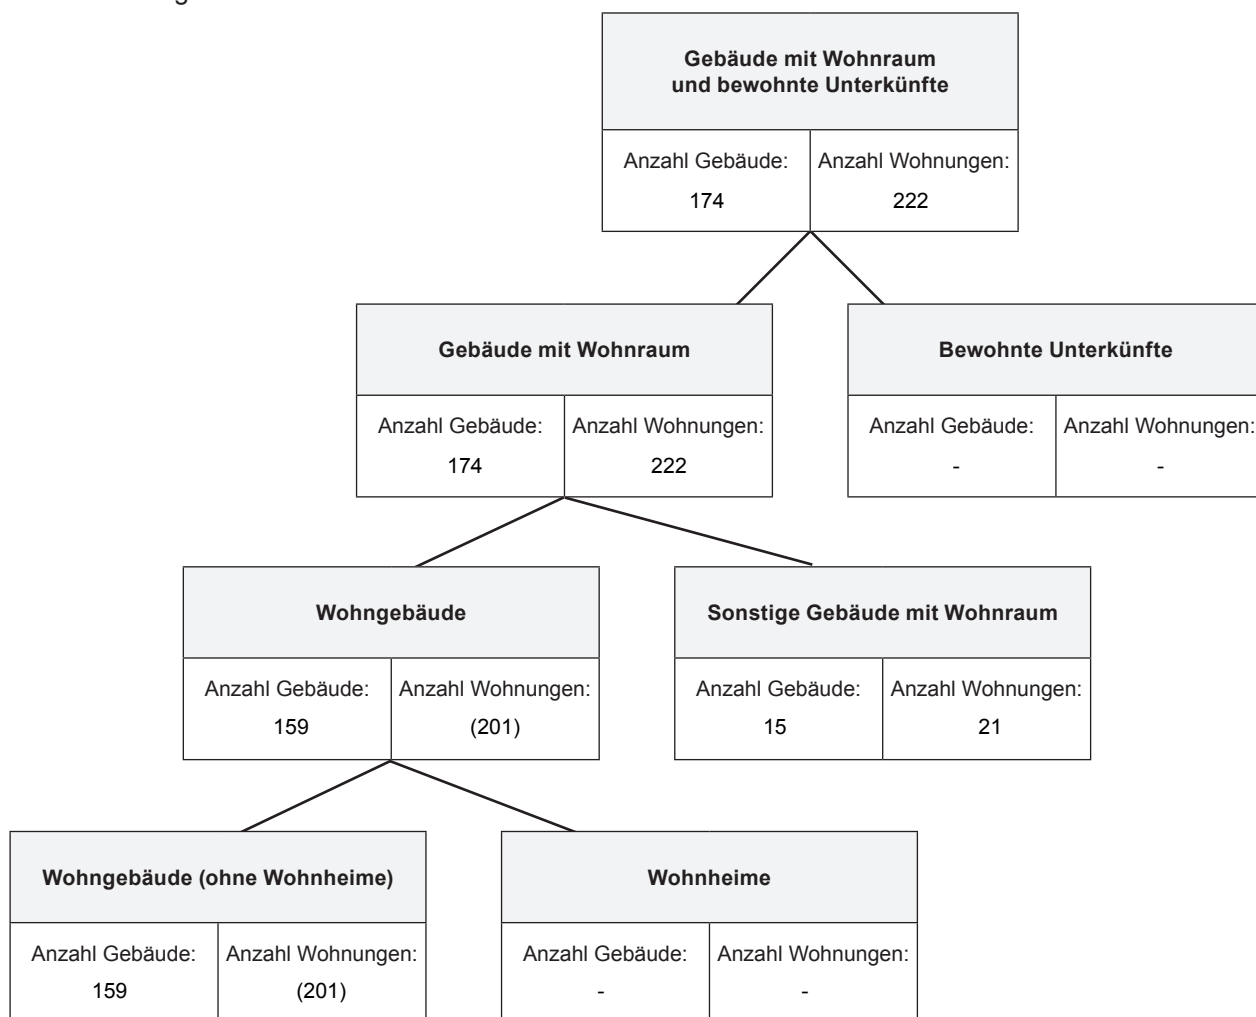 Gebäude mit Wohnraum
und bewohnte Unterkünfte
Anzahl Gebäude: Anzahl Wohnungen:
174 222
Gebäude mit Wohnraum Bewohnte Unterkünfte
Anzahl Gebäude: Anzahl Wohnungen: Anzahl Gebäude: Anzahl Wohnungen:
174 222 - -
Wohngebäude Sonstige Gebäude mit Wohnraum
Anzahl Gebäude: Anzahl Wohnungen: Anzahl Gebäude: Anzahl Wohnungen:
159 (201) 15 21
Wohngebäude (ohne Wohnheime) Wohnheime
Anzahl Gebäude: Anzahl Wohnungen: Anzahl Gebäude: Anzahl Wohnungen:
159 (201) - -